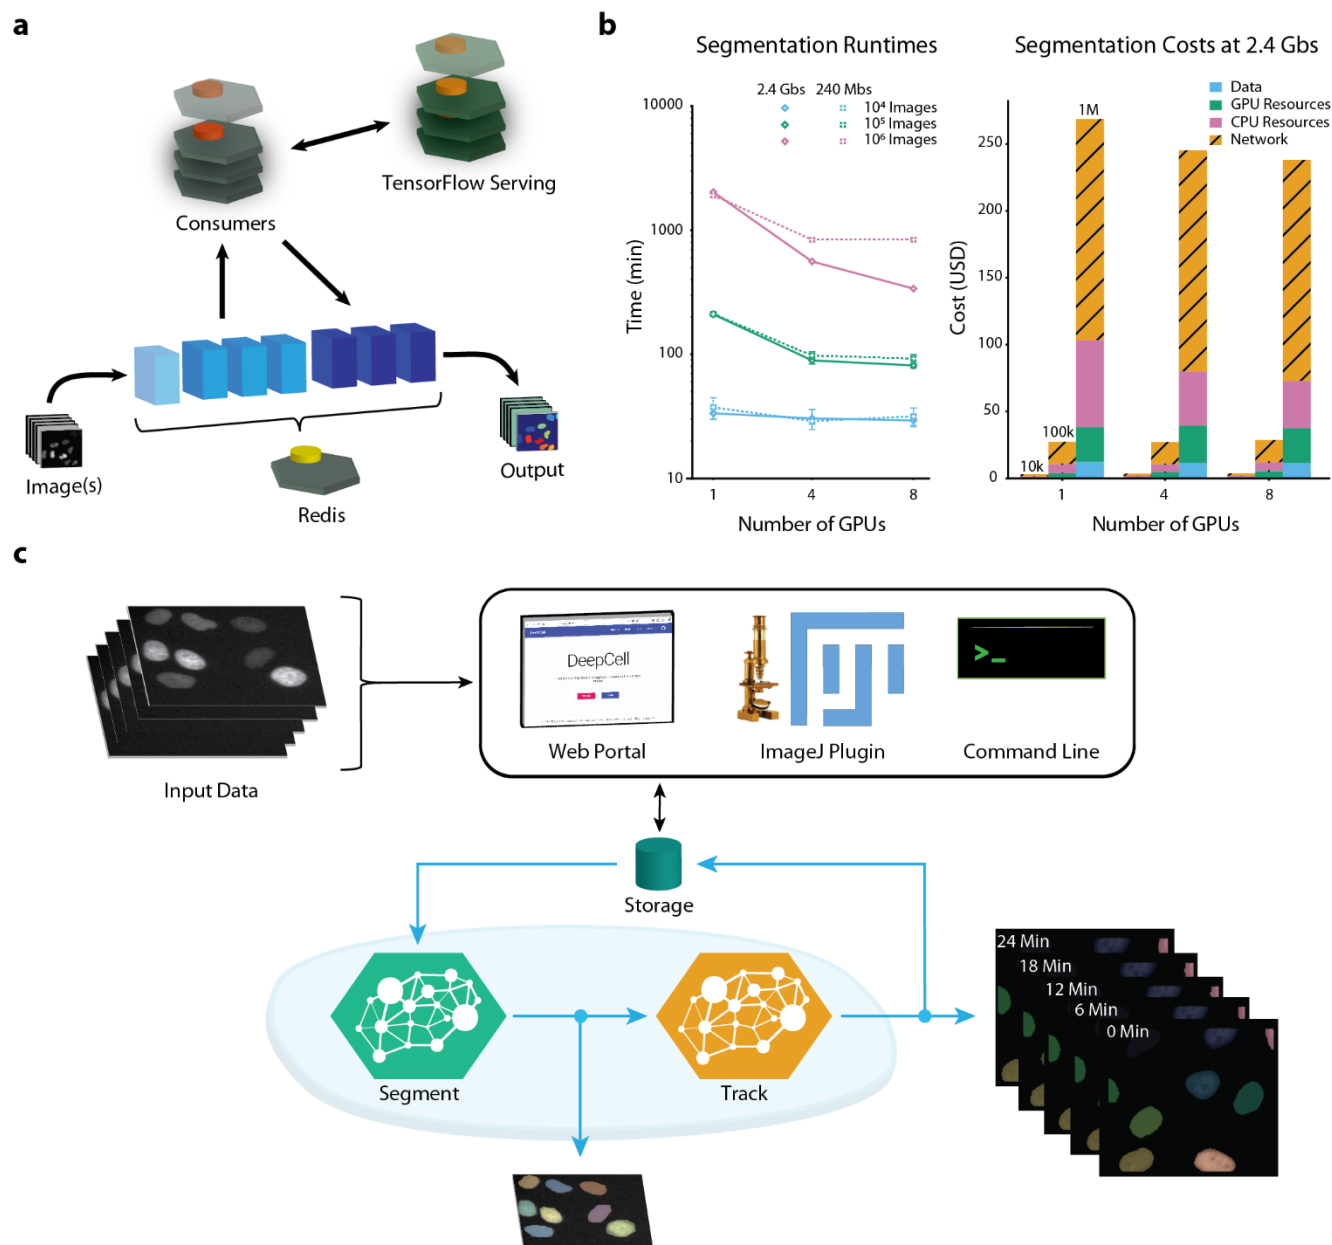 a
Consumers
TensorFlow Serving
Image(s)
Redis
Output
b
Segmentation Runtimes
2.4 Gbs 240 Mbs
10⁴ Images
10⁵ Images
10⁶ Images
Time (min)
10000
1000
100
10
1 4 8
Number of GPUs
Segmentation Costs at 2.4 Gbs
Data
GPU Resources
CPU Resources
Network
Cost (USD)
250
200
150
100
50
0
10k
100k
1M
1 4 8
Number of GPUs
c
Input Data
DeepCell
>_
Web Portal
ImageJ Plugin
Command Line
Storage
Segment
Track
24 Min
18 Min
12 Min
6 Min
0 Min